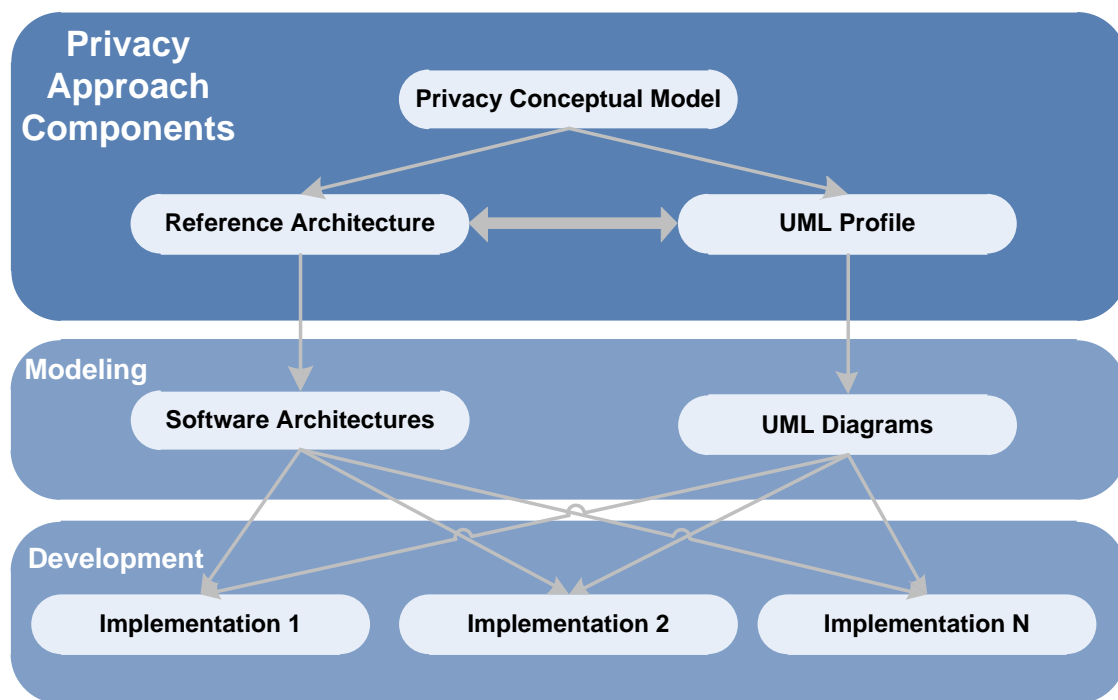 Privacy
Approach
Components
Privacy Conceptual Model
Reference Architecture
UML Profile
Modeling
Software Architectures
UML Diagrams
Development
Implementation 1
Implementation 2
Implementation N